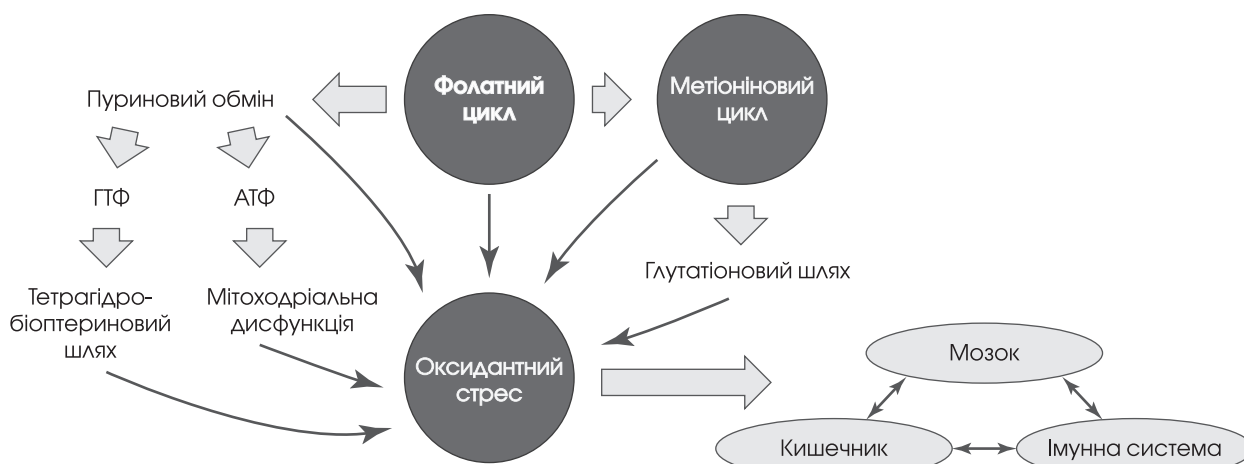 Фолатний
цикл
Метіоніновий
цикл
Пуриновий обмін
ГТФ
АТФ
Глутатіоновий шлях
Тетрагідро-
біоптериновий
шлях
Мітоходріальна
дисфункція
Оксидантний
стрес
Мозок
Кишечник
Імунна система